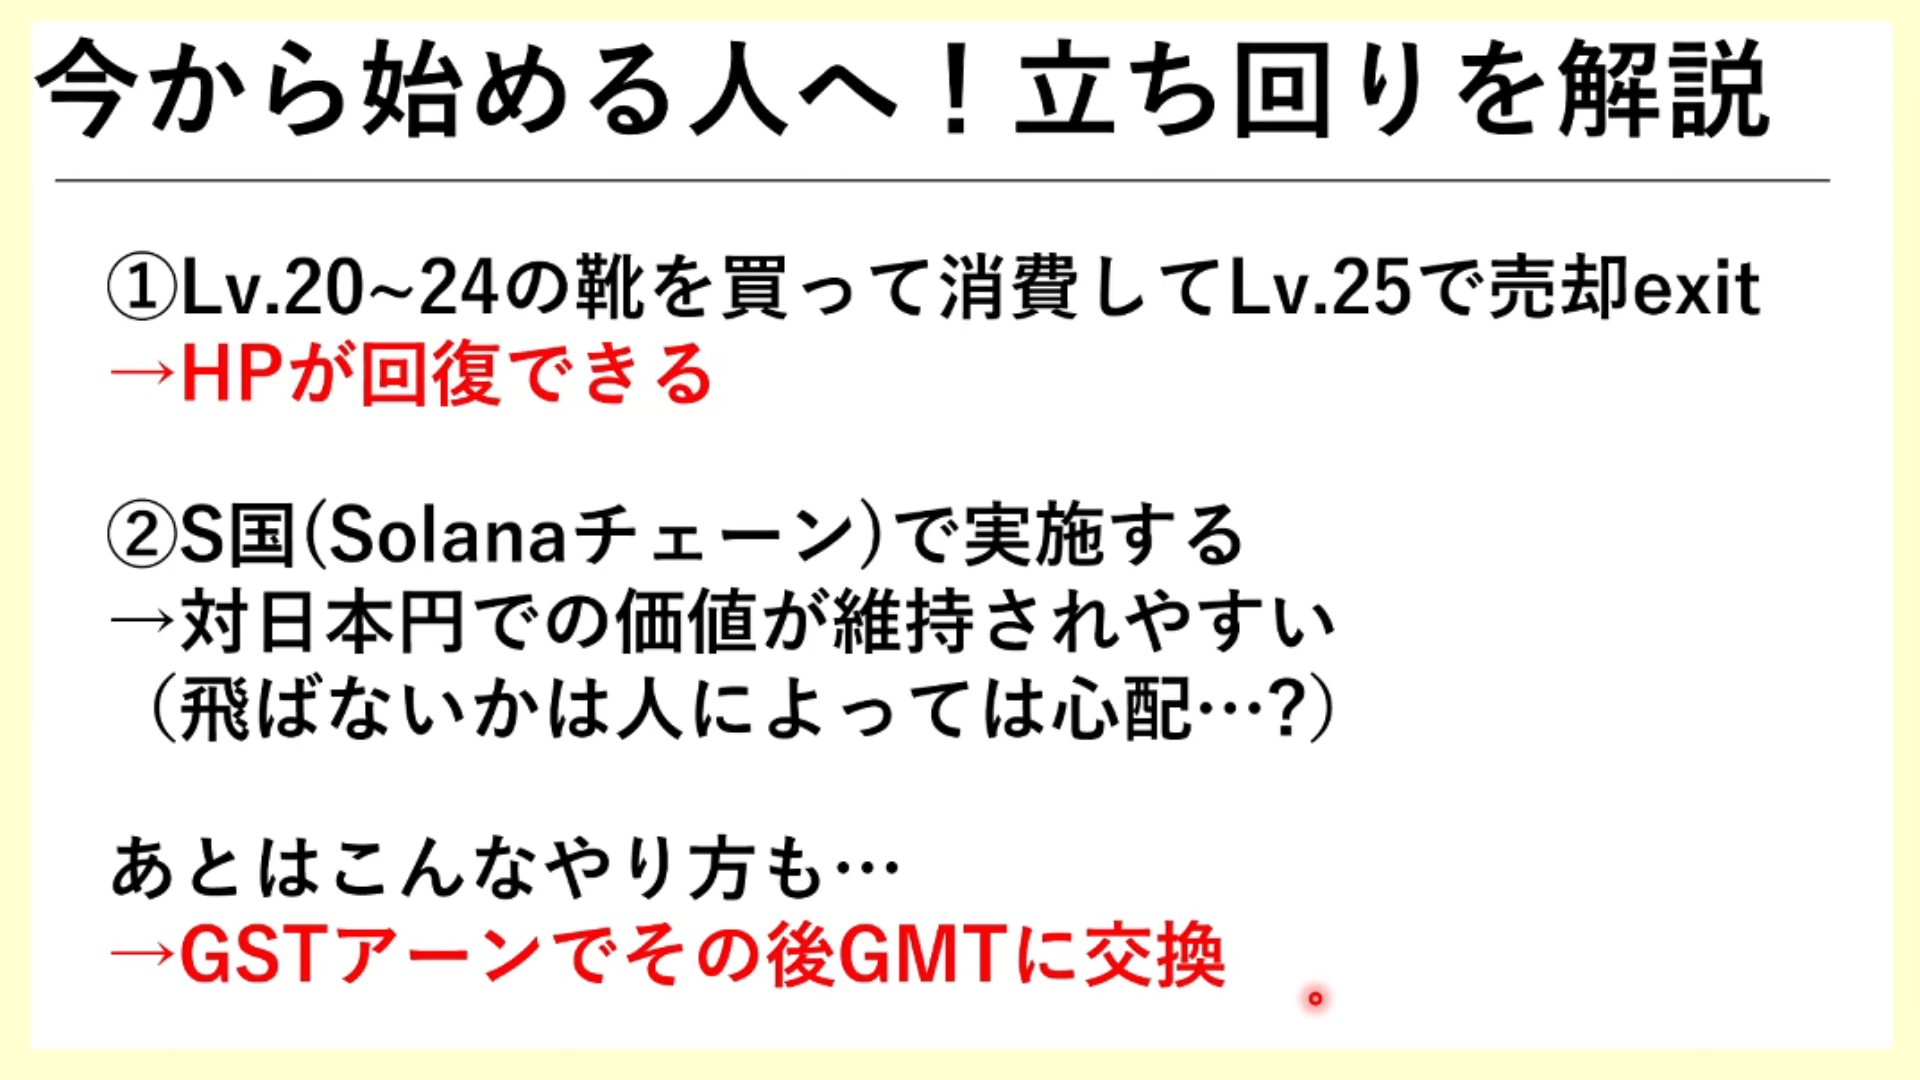 今から始める人へ！立ち回りを解説
①Lv.20~24の靴を買って消費してLv.25で売却exit
→HPが回復できる
②S国(Solanaチェーン)で実施する
→対日本円での価値が維持されやすい
（飛ばないかは人によっては心配…?）
あとはこんなやり方も…
→GSTアーンでその後GMTに交換